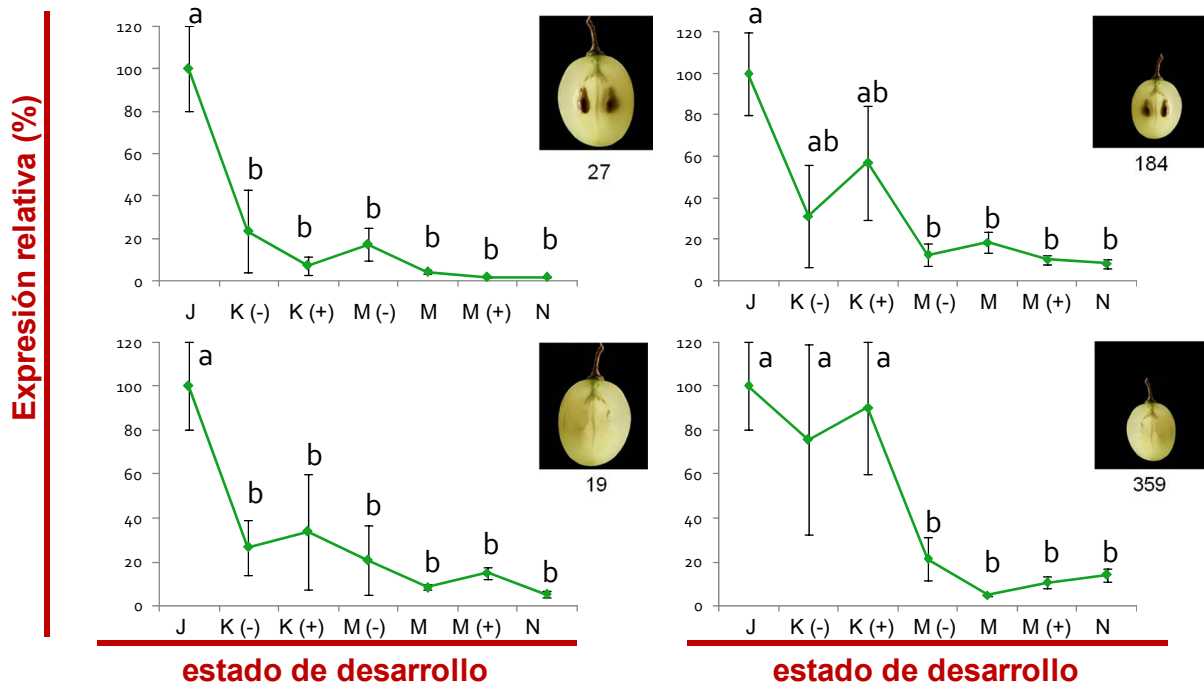 Expresión relativa (%)
a
120
100
80
60
40
20
0
b
b
b
b
b
b
J K (-) K (+) M (-) M M (+) N
27
a
120
100
80
60
40
20
0
ab
ab
b
b
b
b
J K (-) K (+) M (-) M M (+) N
184
120
100
80
60
40
20
0
a
b
b
b
b
b
b
J K (-) K (+) M (-) M M (+) N
19
120
100
80
60
40
20
0
a
a
a
b
b
b
b
J K (-) K (+) M (-) M M (+) N
359
estado de desarrollo
estado de desarrollo